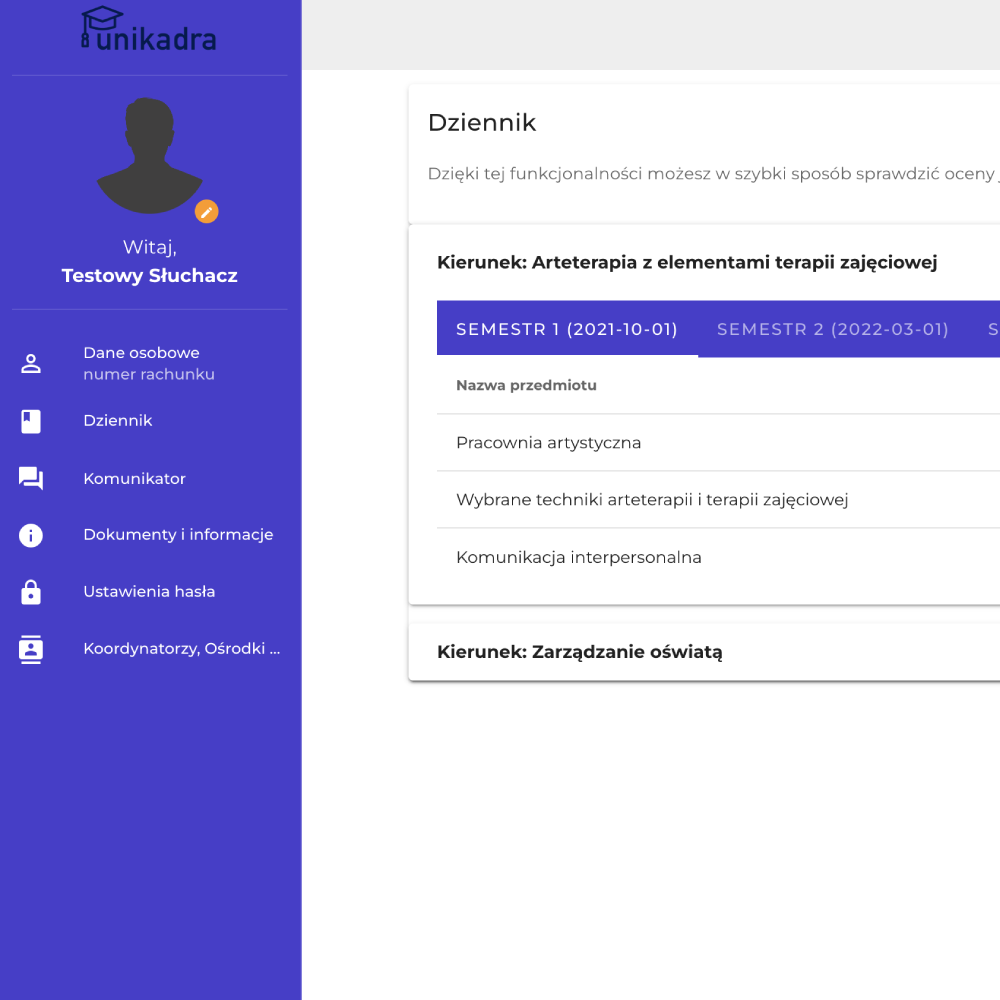 unikadra
Witaj,
Testowy Słuchacz
Dane osobowe
numer rachunku
Dziennik
Komunikator
Dokumenty i informacje
Ustawienia hasła
Koordynatorzy, Ośrodki ...
Dziennik
Dzięki tej funkcjonalności możesz w szybki sposób sprawdzić oceny
Kierunek: Arteterapia z elementami terapii zajęciowej
SEMESTR 1 (2021-10-01) SEMESTR 2 (2022-03-01) S
Nazwa przedmiotu
Pracownia artystyczna
Wybrane techniki arteterapii i terapii zajęciowej
Komunikacja interpersonalna
Kierunek: Zarządzanie oświatą